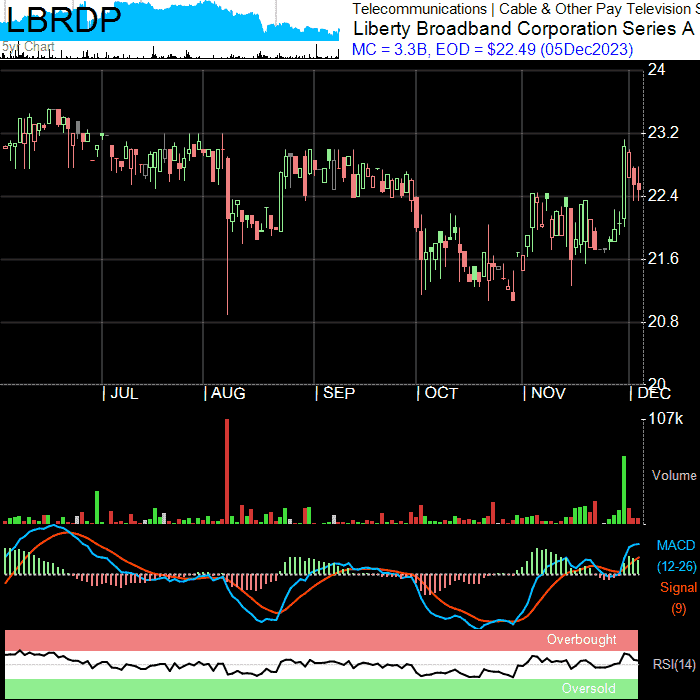 LBRDP
5yr Chart
Telecommunications | Cable & Other Pay Television S
Liberty Broadband Corporation Series A
MC = 3.3B, EOD = $22.49 (05Dec2023)
24
23.2
22.4
21.6
20.8
20
JUL
AUG
SEP
OCT
NOV
DEC
107k
Volume
MACD
(12-26)
Signal
(9)
Overbought
RSI(14)
Oversold